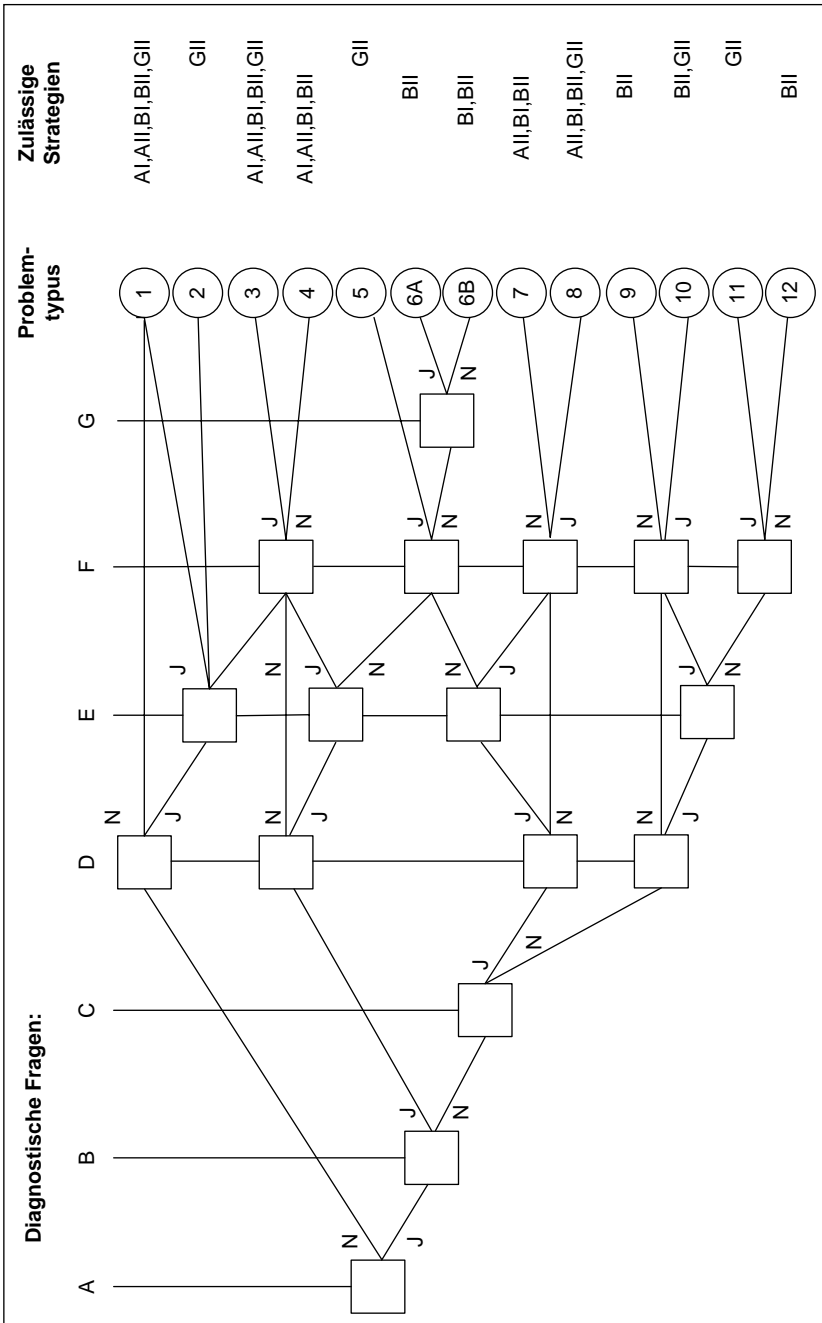 Diagnostische Fragen:
Problem-
typus
Zulässige
Strategien
A B C D E F G
N
J
1 AI,AII,BI,BII,GII
J
2 GII
N N J
3 AI,AII,BI,BII,GII
J J N
4 AI,AII,BI,BII
N
N
5 GII
J
J
J
J
6A BII
N
N
N
N
6B BI,BII
J
J
J
N
7 AII,BI,BII
N
N
J
8 AII,BI,BII,GII
N
N
9 BII
J
J
J
10 BII,GII
N
J
11 GII
N
12 BII